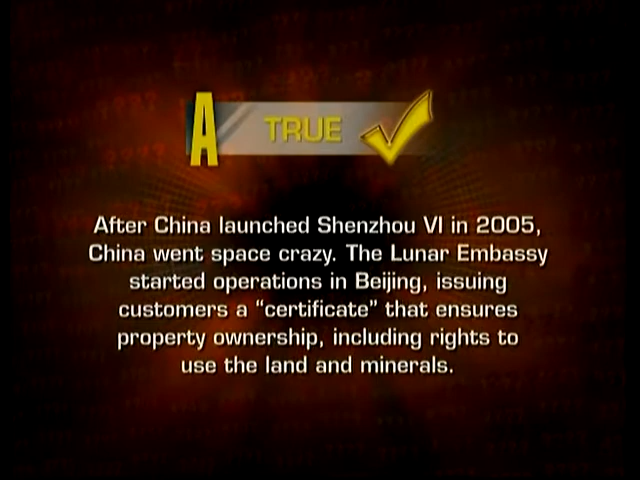 A TRUE
After China launched Shenzhou VI in 2005,
China went space crazy. The Lunar Embassy
started operations in Beijing, issuing
customers a “certificate” that ensures
property ownership, including rights to
use the land and minerals.